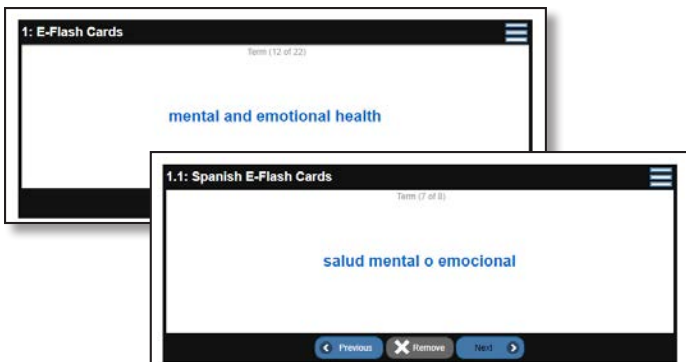 1: E-Flash Cards
Term (12 of 22)
mental and emotional health
1.1: Spanish E-Flash Cards
Term (7 of 8)
salud mental o emocional
Previous
Remove
Next